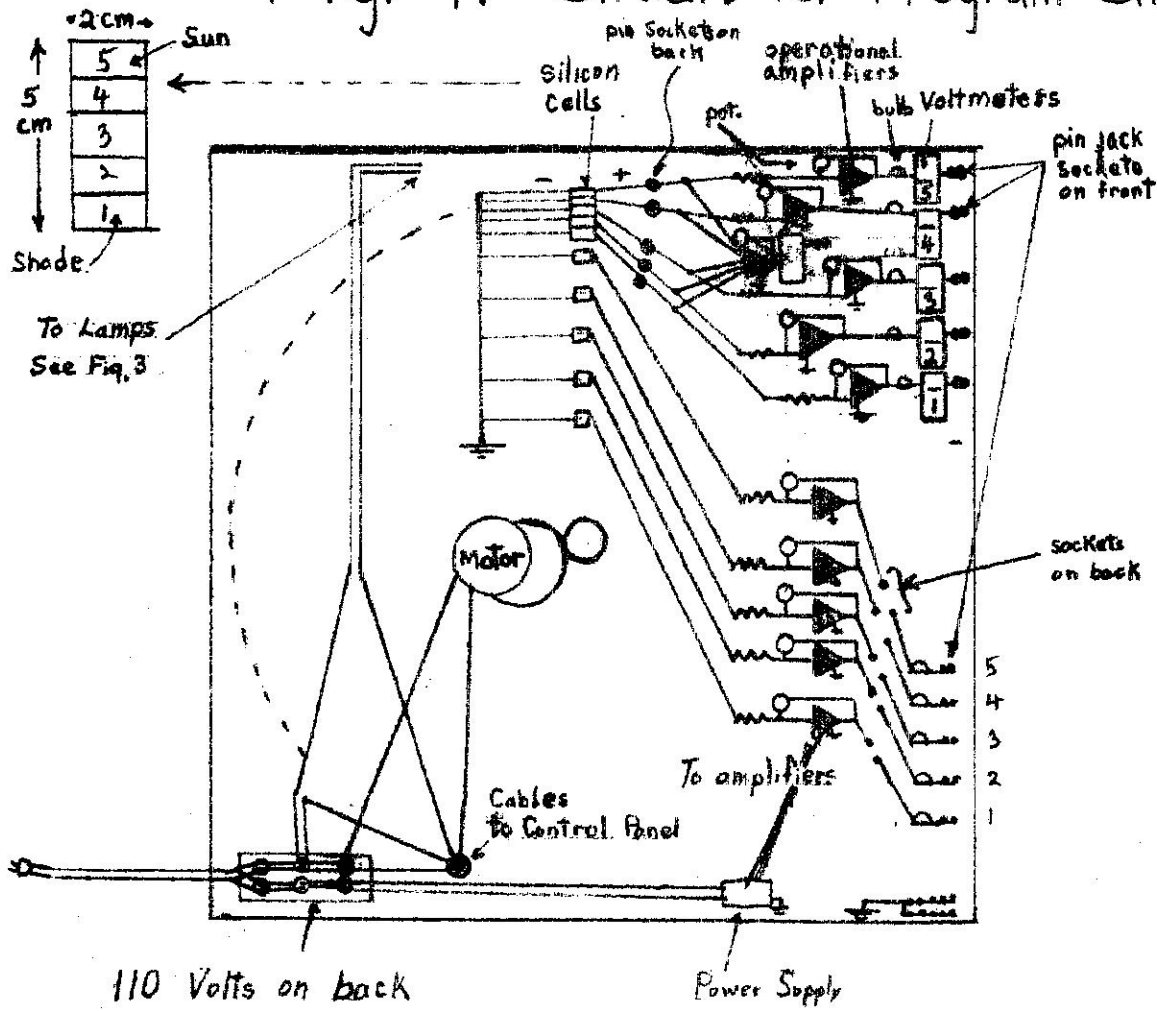 2 cm
Sun
5
4
3
2
1
5
cm
Shade
pin sockets on
back
silicon
cells
operational
amplifiers
pot.
bulb Voltmeters
pin jack
sockets
on front
-
+
5
4
3
2
1
To Lamps
See Fig. 3
Motor
sockets
on back
5
4
3
2
1
To amplifiers
Cables
to Control Panel
110 Volts on back
Power Supply